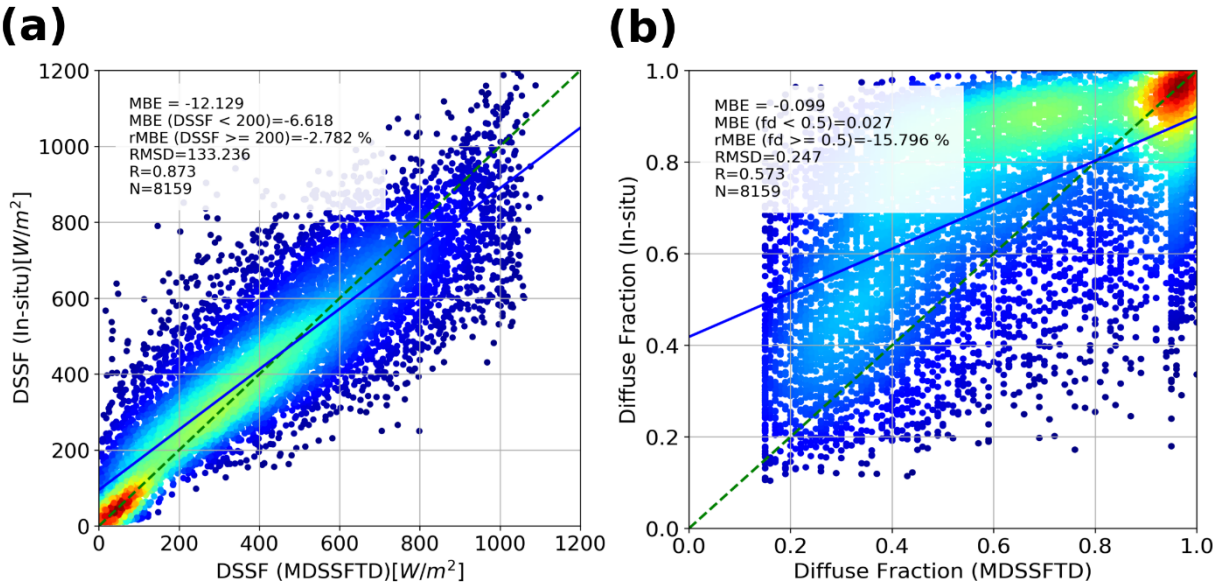 (a)
1200
1000
800
600
400
200
0
0 200 400 600 800 1000 1200
DSSF (In-situ)[W/m²]
DSSF (MDSSFTD)[W/m²]
MBE = -12.129
MBE (DSSF < 200)=-6.618
rMBE (DSSF >= 200)=-2.782 %
RMSD=133.236
R=0.873
N=8159
(b)
1.0
0.8
0.6
0.4
0.2
0.0
0.0 0.2 0.4 0.6 0.8 1.0
Diffuse Fraction (In-situ)
Diffuse Fraction (MDSSFTD)
MBE = -0.099
MBE (fd < 0.5)=0.027
rMBE (fd >= 0.5)=-15.796 %
RMSD=0.247
R=0.573
N=8159